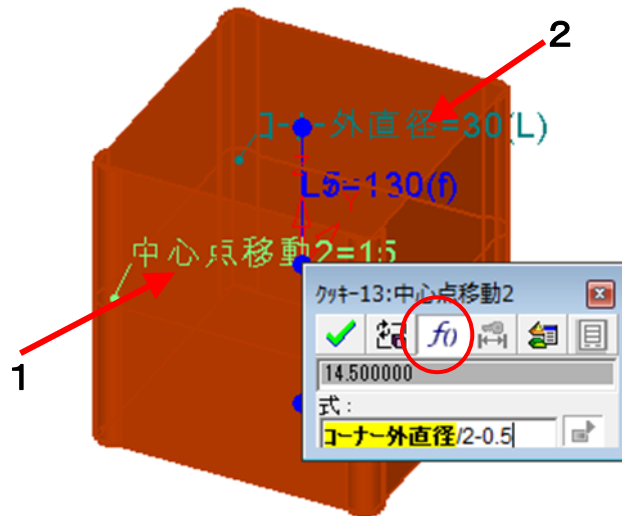 2
コーナー外直径=30(L)
L5=130(f)
中心点移動2=15
1
クッキー13:中心点移動2
f()
14.500000
式:
コーナー外直径/2-0.5